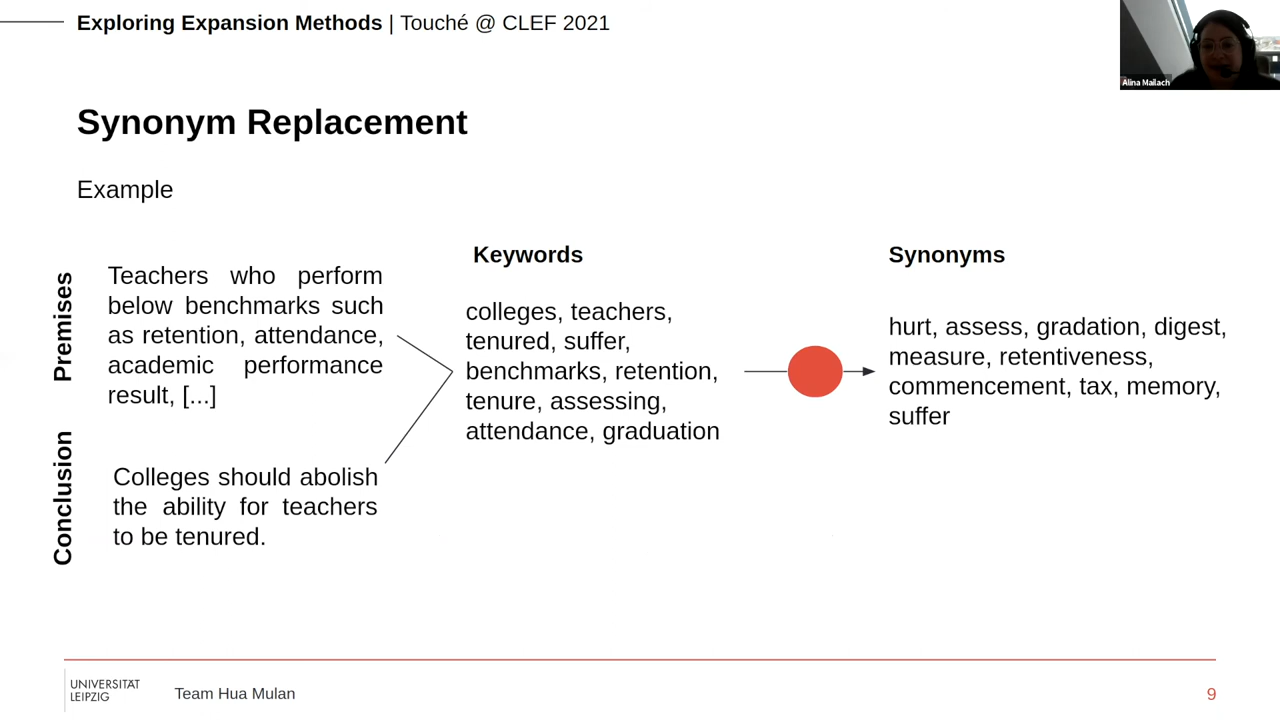 Exploring Expansion Methods | Touché @ CLEF 2021
Alina Mailach
Synonym Replacement
Example
Premises
Teachers who perform
below benchmarks such
as retention, attendance,
academic performance
result, [...]
Conclusion
Colleges should abolish
the ability for teachers
to be tenured.
Keywords
colleges, teachers,
tenured, suffer,
benchmarks, retention,
tenure, assessing,
attendance, graduation
Synonyms
hurt, assess, gradation, digest,
measure, retentiveness,
commencement, tax, memory,
suffer
UNIVERSITÄT
LEIPZIG
Team Hua Mulan
9